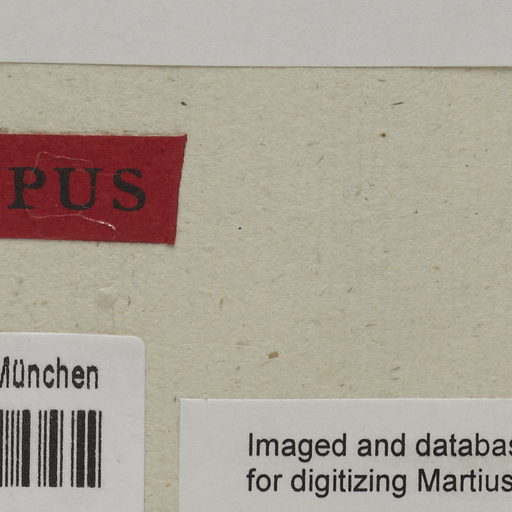 PUS
München
Imaged and databas
for digitizing Martius